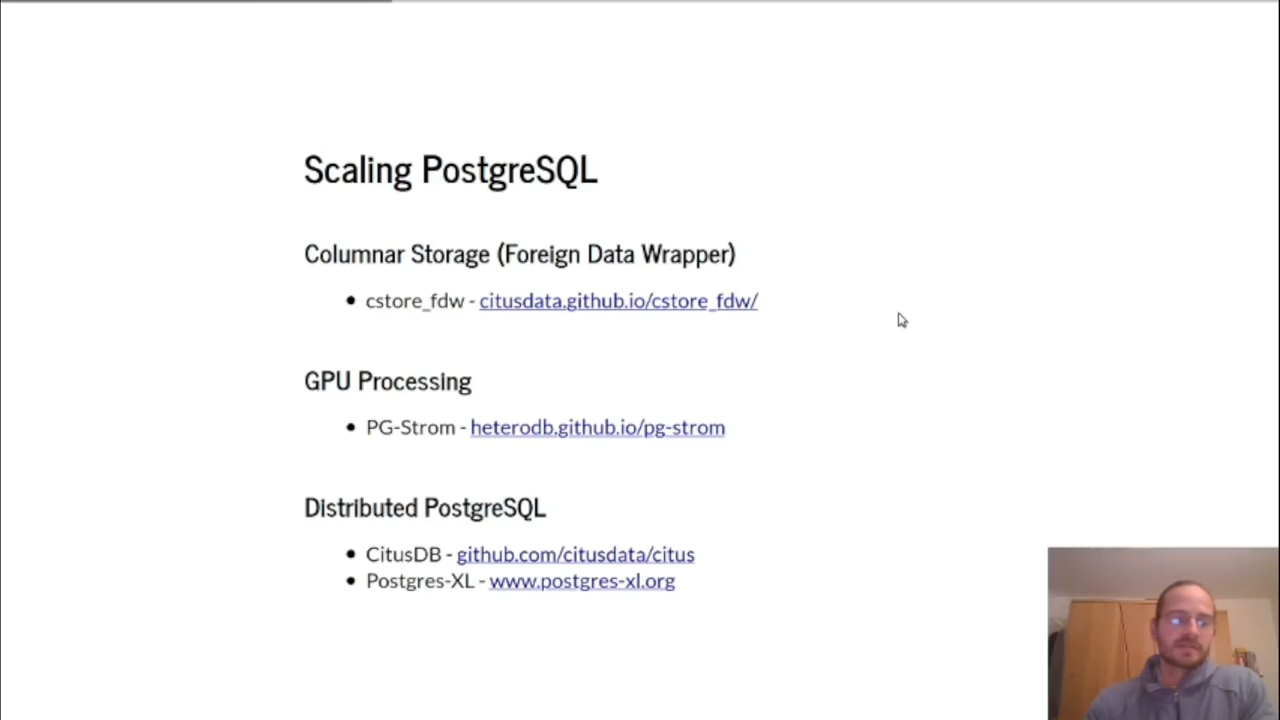 Scaling PostgreSQL
Columnar Storage (Foreign Data Wrapper)
• cstore_fdw - citusdata.github.io/cstore_fdw/
GPU Processing
• PG-Strom - heterodb.github.io/pg-strom
Distributed PostgreSQL
• CitusDB - github.com/citusdata/citus
• Postgres-XL - www.postgres-xl.org